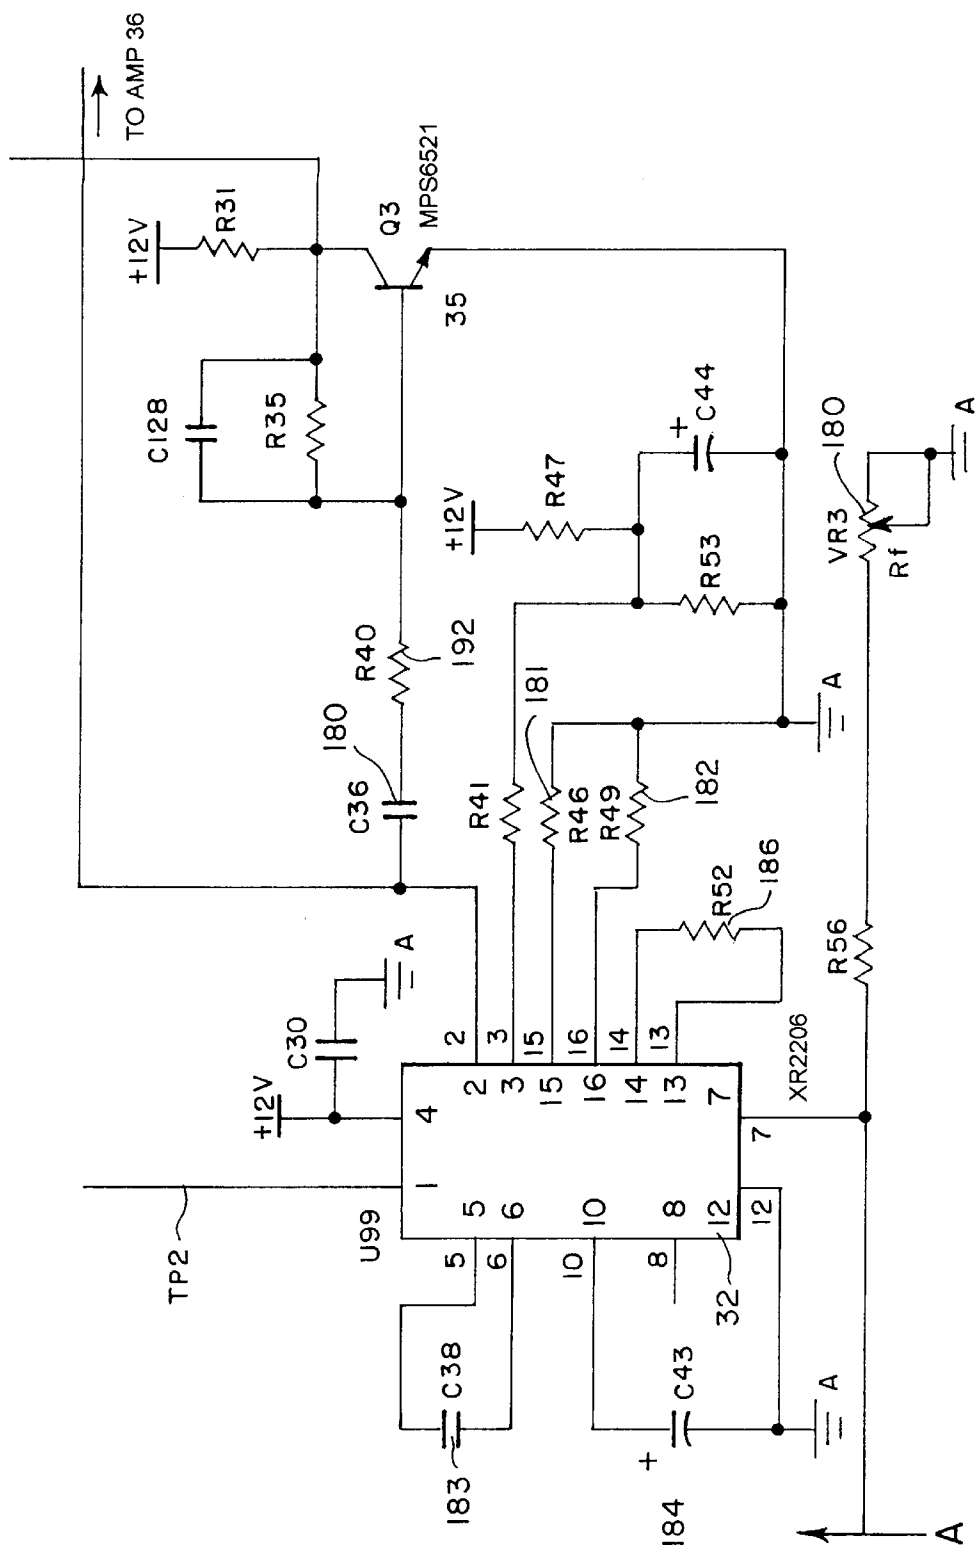 TO AMP 36
+12V
R31
Q3
MPS6521
35
C128
R35
R40
192
180
C36
+12V
R47
+
C44
R53
R41
181
R46
R49
182
A
R52
186
180
VR3
Rf
A
R56
C30
A
+12V
TP2
U99
XR2206
2
3
15
16
14
13
2
3
15
16
14
13
4
1
7
7
5
6
10
8
12
5
6
10
8
12
32
C38
183
C43
+
184
A
A